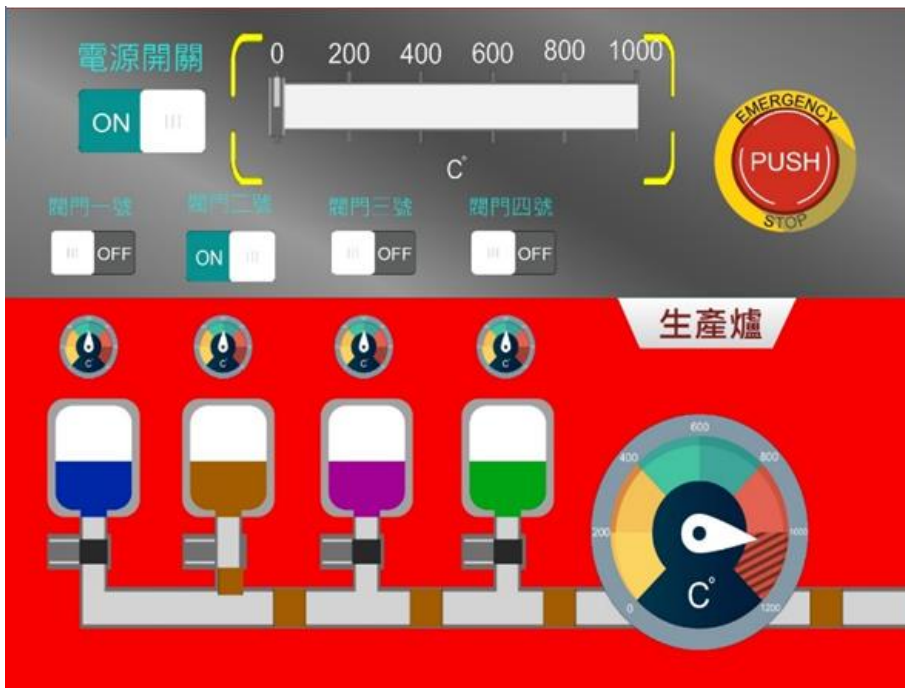 電源開關
ON
0 200 400 600 800 1000
C°
EMERGENCY
PUSH
STOP
閥門一號 閥門二號 閥門三號 閥門四號
OFF ON OFF OFF
生產爐
C° C° C° C°
0 200 400 600 800 1000 1200
C°